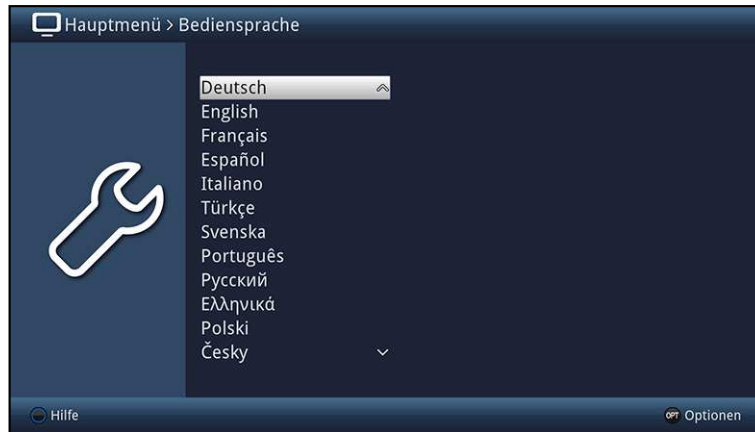 Hauptmenü > Bediensprache
Deutsch
English
Français
Español
Italiano
Türkçe
Svenska
Português
Русский
Ελληνικά
Polski
Česky
Hilfe
OPT Optionen